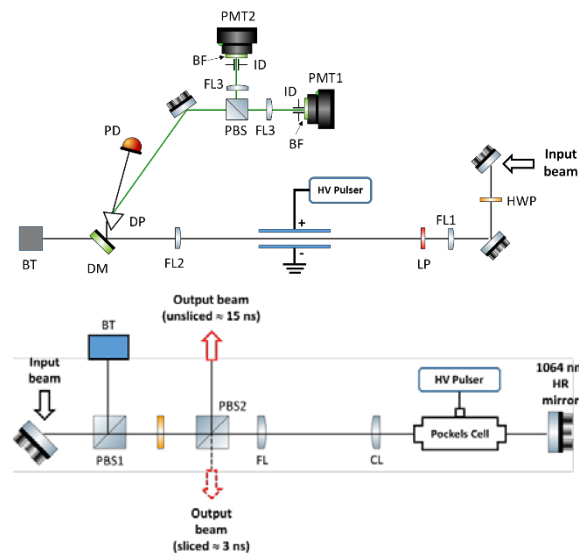 PMT2
BF
ID
FL3
ID
PMT1
PBS
FL3
BF
PD
Input
beam
HV Pulser
HWP
DP
+
-
BT
DM
FL2
LP
FL1
Output beam
(unsliced ≈ 15 ns)
BT
Input
beam
PBS2
HV Pulser
1064 nm
HR
mirror
Pockels Cell
PBS1
FL
CL
Output
beam
(sliced ≈ 3 ns)